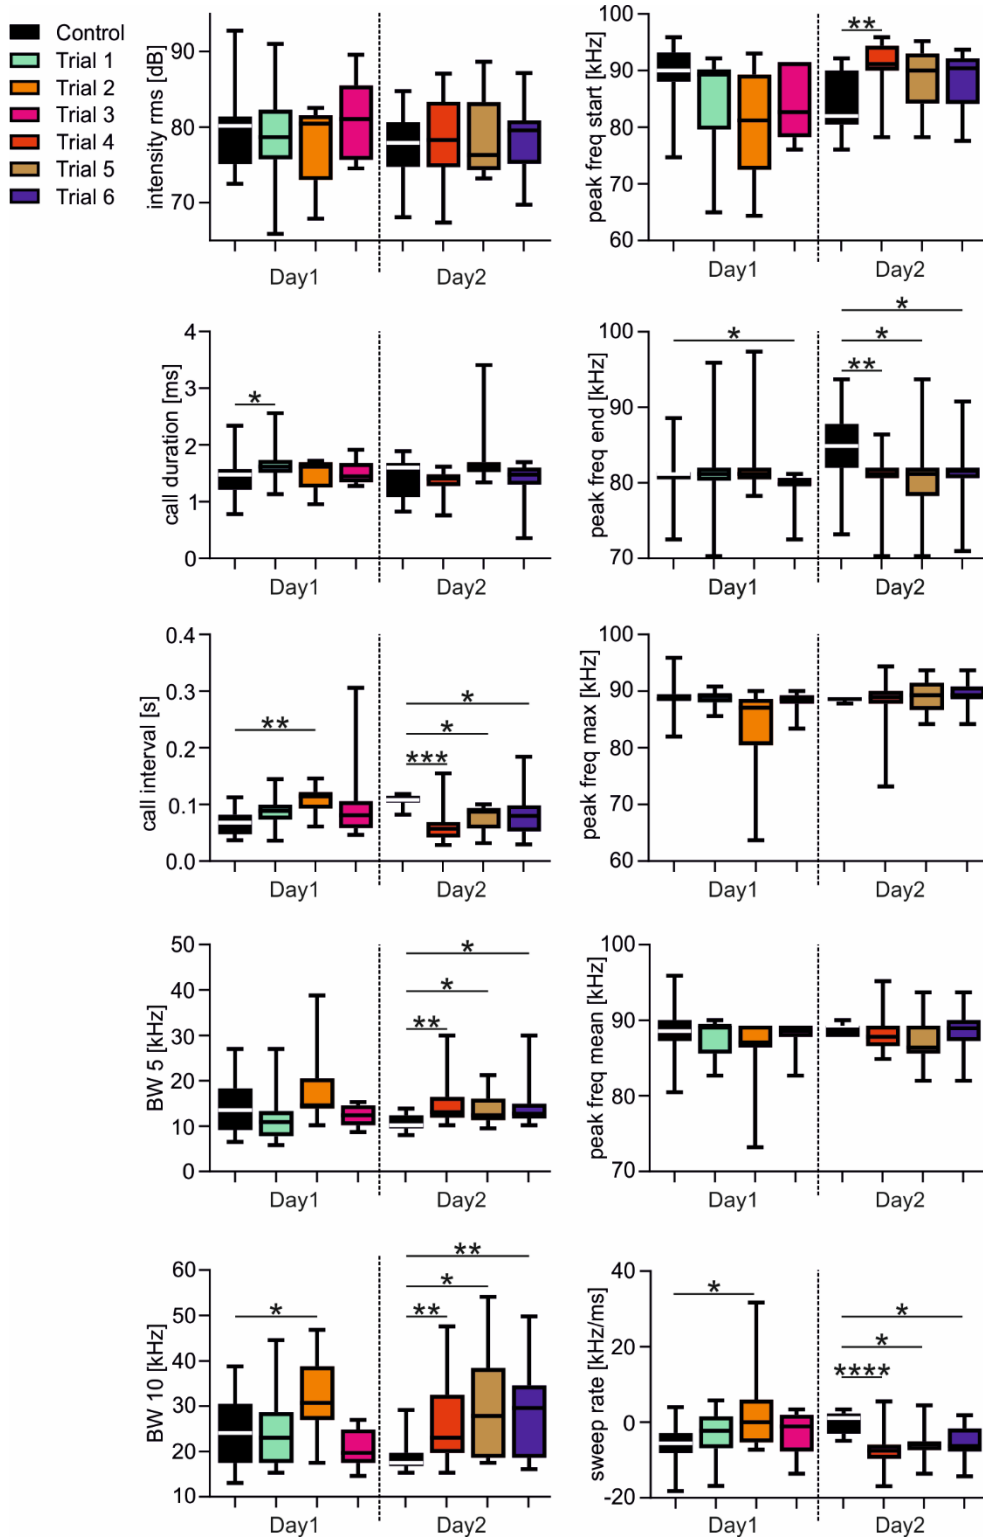 Control
Trial 1
Trial 2
Trial 3
Trial 4
Trial 5
Trial 6
intensity rms [dB]
90
80
70
Day1
Day2
peak freq start [kHz]
100
90
80
70
60
**
Day1
Day2
call duration [ms]
4
3
2
1
0
*
Day1
Day2
peak freq end [kHz]
100
90
80
70
*
*
*
**
Day1
Day2
call interval [s]
0.4
0.3
0.2
0.1
0.0
**
*
*
***
Day1
Day2
peak freq max [kHz]
100
90
80
70
60
Day1
Day2
BW 5 [kHz]
50
40
30
20
10
0
*
*
**
Day1
Day2
peak freq mean [kHz]
100
90
80
70
Day1
Day2
BW 10 [kHz]
60
50
40
30
20
10
*
**
*
**
Day1
Day2
sweep rate [kHz/ms]
40
20
-0
-20
*
*
*
****
Day1
Day2